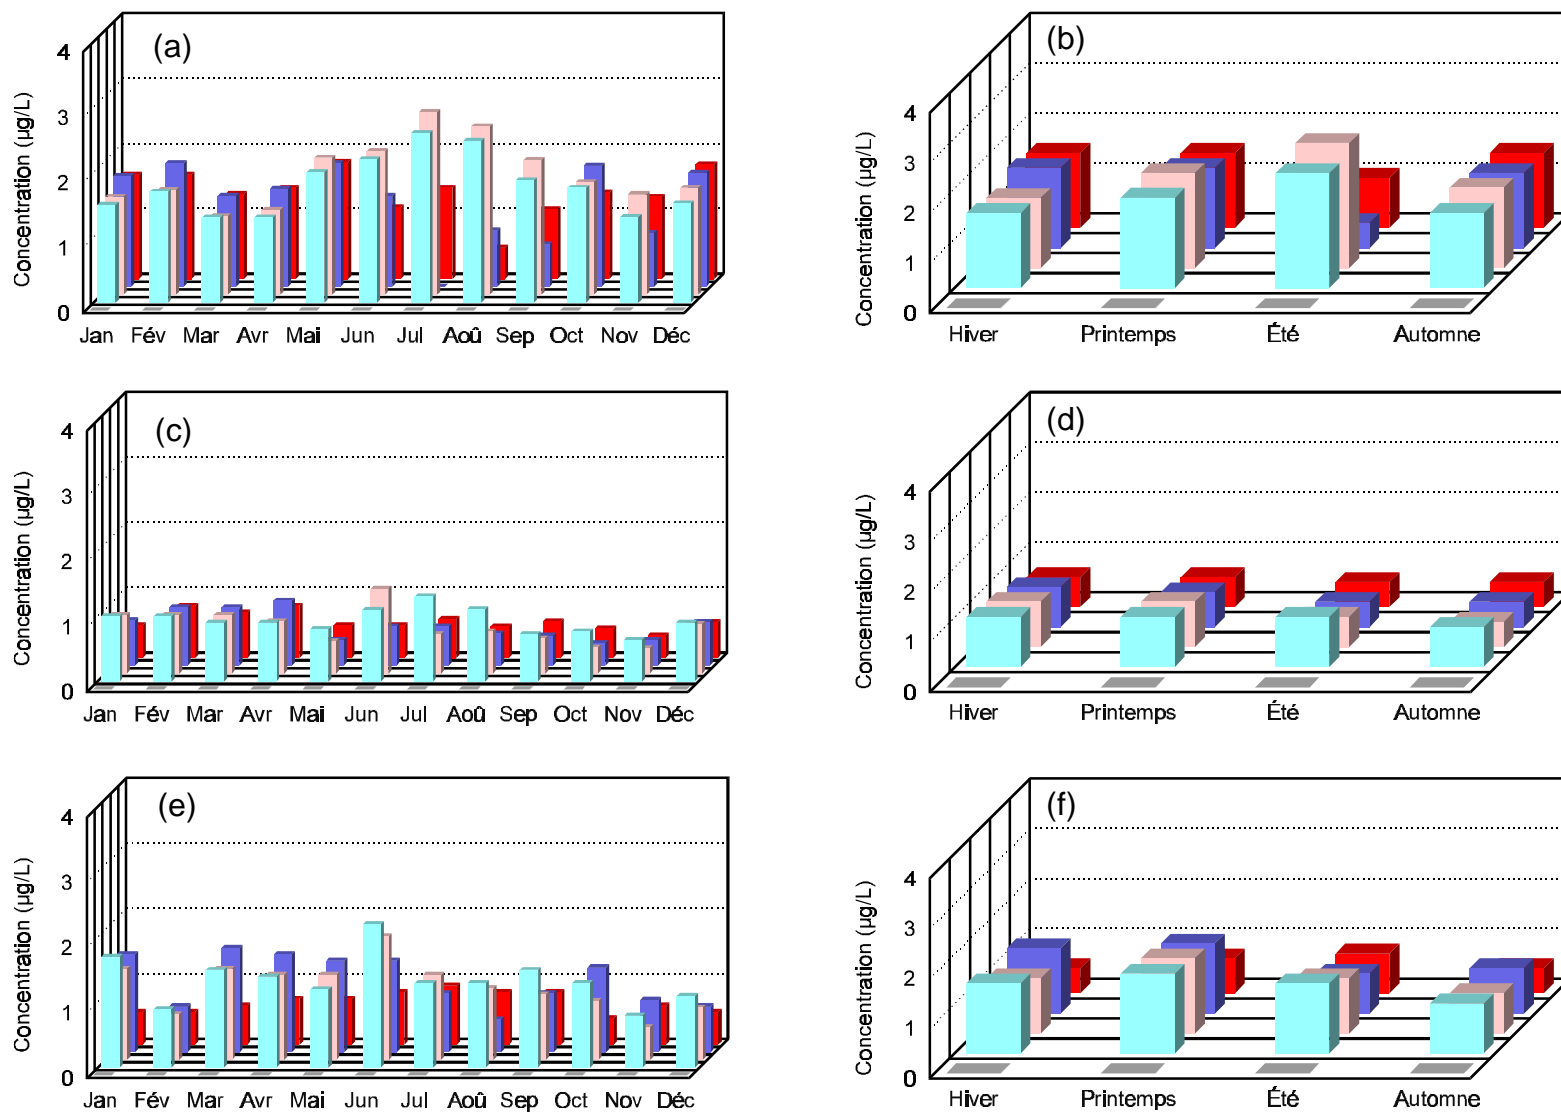 (a)
Concentration (µg/L)
4
3
2
1
0
Jan Fév Mar Avr Mai Jun Jul Aoû Sep Oct Nov Déc
(b)
Concentration (µg/L)
4
3
2
1
0
Hiver Printemps Été Automne
(c)
Concentration (µg/L)
4
3
2
1
0
Jan Fév Mar Avr Mai Jun Jul Aoû Sep Oct Nov Déc
(d)
Concentration (µg/L)
4
3
2
1
0
Hiver Printemps Été Automne
(e)
Concentration (µg/L)
4
3
2
1
0
Jan Fév Mar Avr Mai Jun Jul Aoû Sep Oct Nov Déc
(f)
Concentration (µg/L)
4
3
2
1
0
Hiver Printemps Été Automne